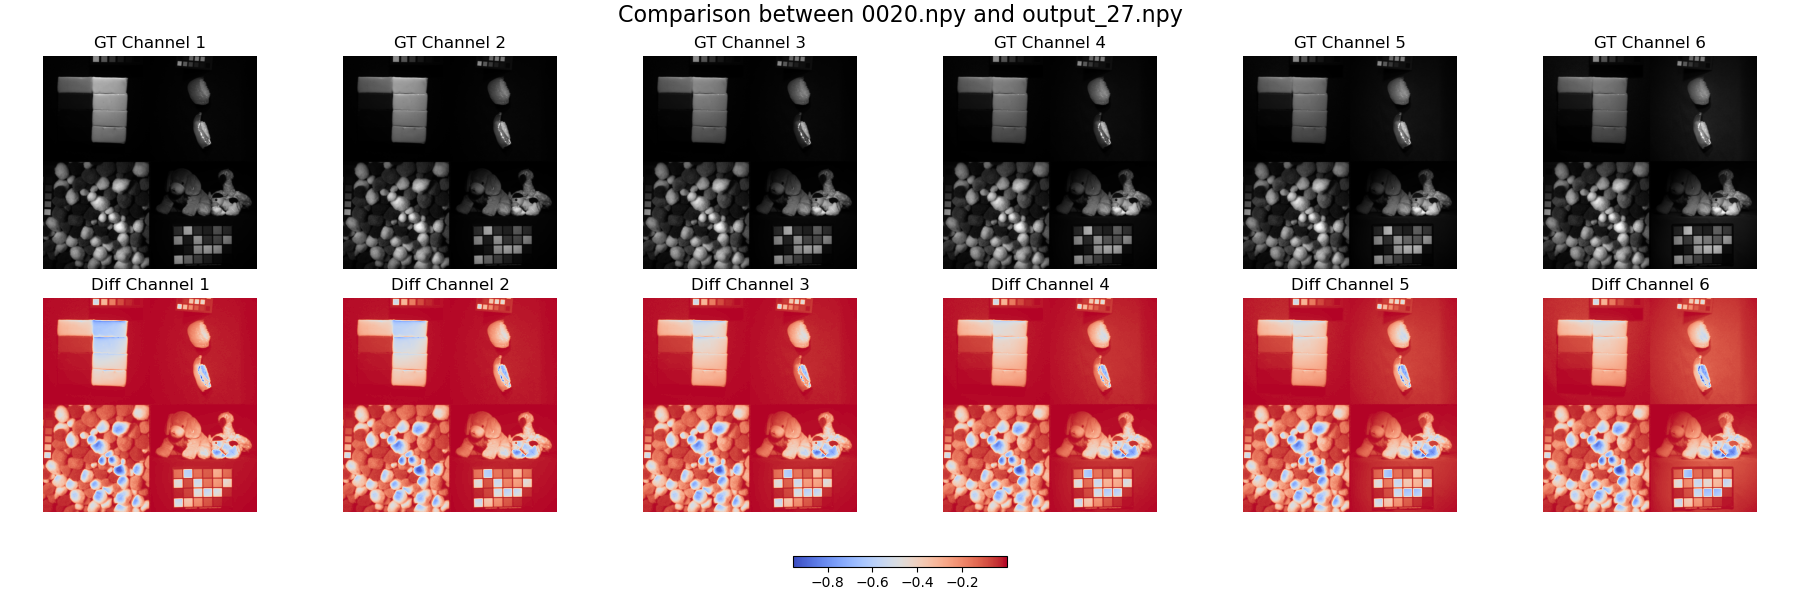 Comparison between 0020.npy and output_27.npy
GT Channel 1
GT Channel 2
GT Channel 3
GT Channel 4
GT Channel 5
GT Channel 6
Diff Channel 1
Diff Channel 2
Diff Channel 3
Diff Channel 4
Diff Channel 5
Diff Channel 6
−0.8 −0.6 −0.4 −0.2